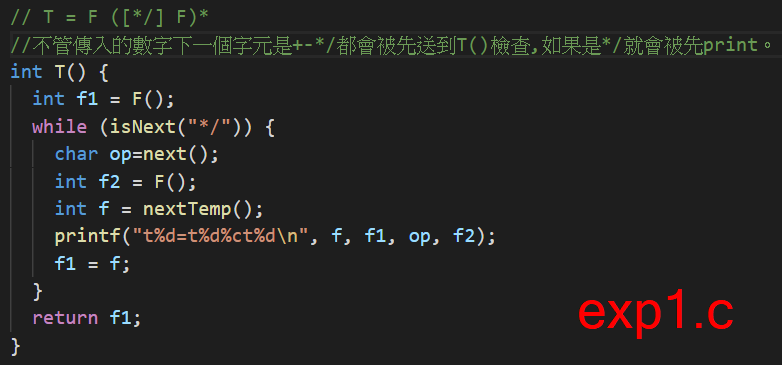 // T = F ([*/] F)*
//不管傳入的數字下一個字元是+-*/都會被先送到T()檢查,如果是*/就會被先print。
int T() {
  int f1 = F();
  while (isNext("*/")) {
    char op=next();
    int f2 = F();
    int f = nextTemp();
    printf("t%d=t%d%ct%d\n", f, f1, op, f2);
    f1 = f;
  }
  return f1;
}
exp1.c